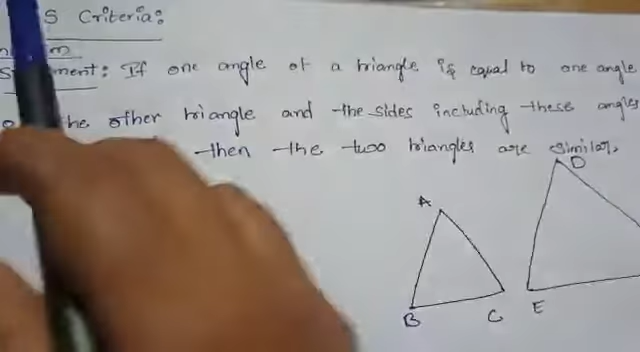 S Criteria:
If one angle of a triangle is equal to one angle
the other triangle and the sides including these angles
then the two triangles are similar.
D
A
B C E